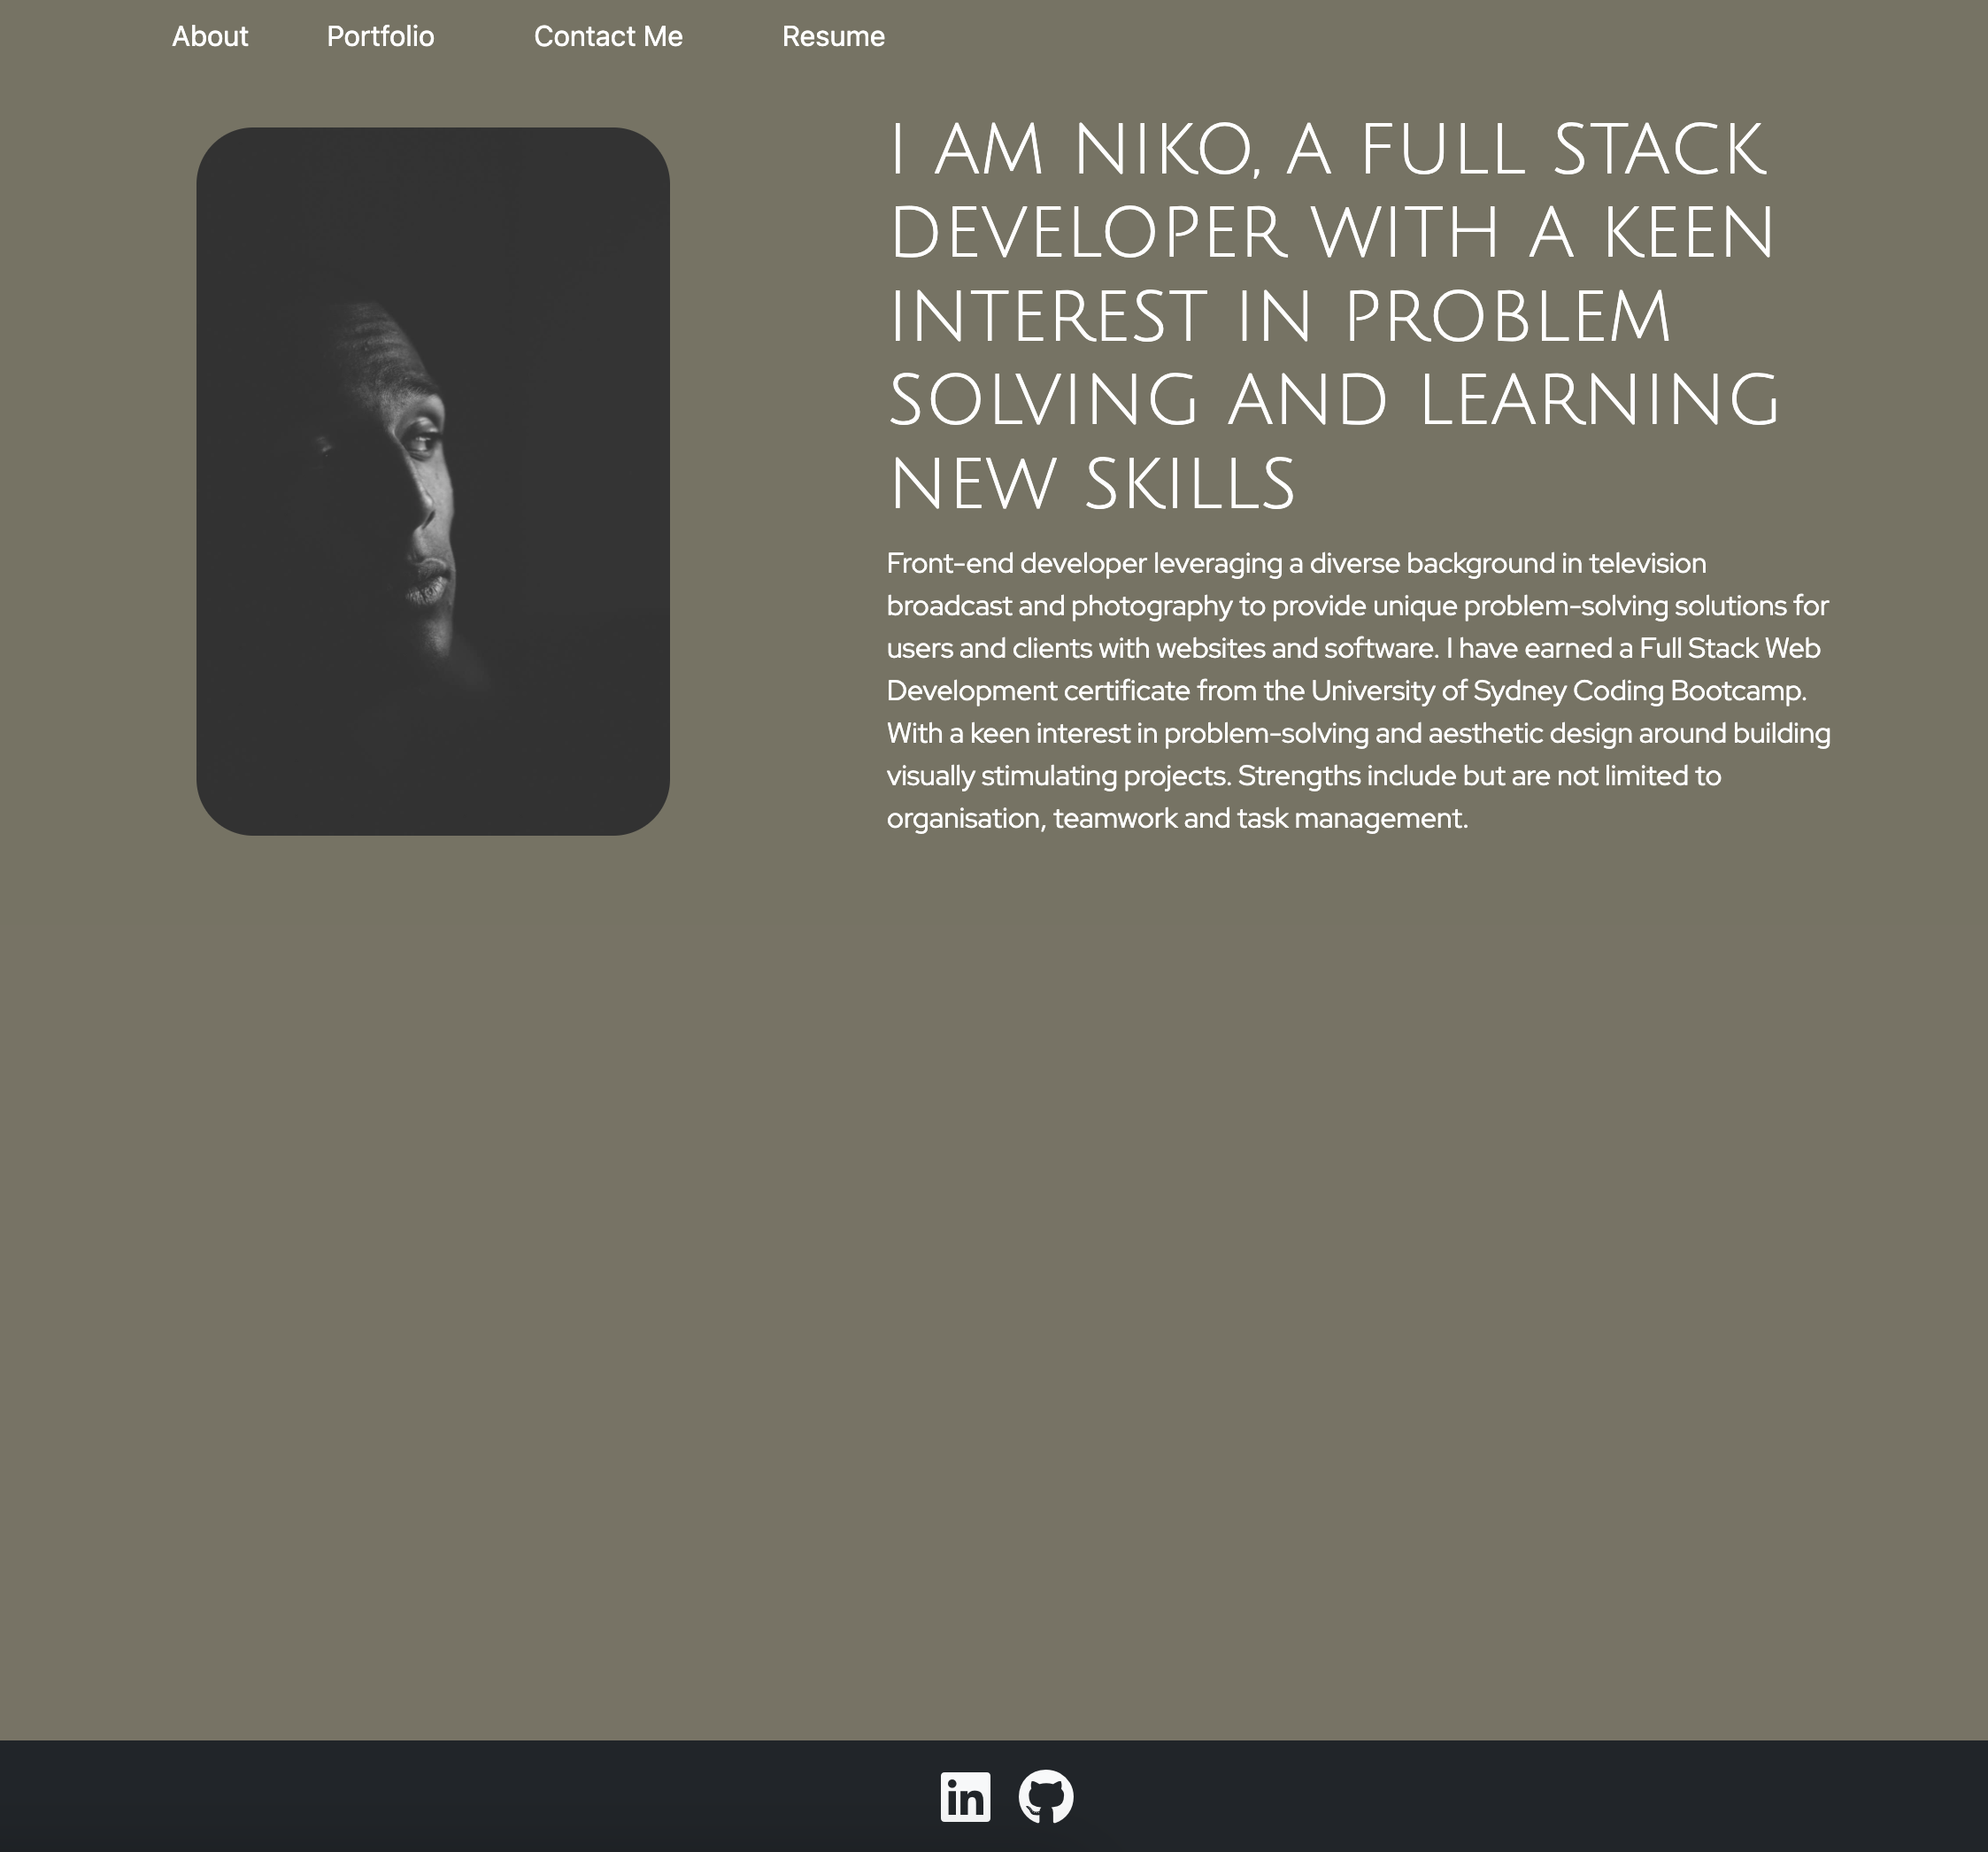 About Portfolio Contact Me Resume
I AM NIKO, A FULL STACK
DEVELOPER WITH A KEEN
INTEREST IN PROBLEM
SOLVING AND LEARNING
NEW SKILLS
Front-end developer leveraging a diverse background in television
broadcast and photography to provide unique problem-solving solutions for
users and clients with websites and software. I have earned a Full Stack Web
Development certificate from the University of Sydney Coding Bootcamp.
With a keen interest in problem-solving and aesthetic design around building
visually stimulating projects. Strengths include but are not limited to
organisation, teamwork and task management.
in